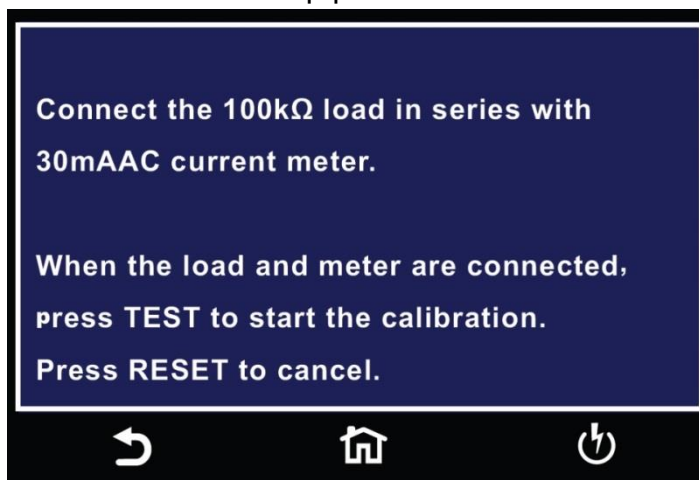 Connect the 100kΩ load in series with
30mAAC current meter.
When the load and meter are connected,
press TEST to start the calibration.
Press RESET to cancel.